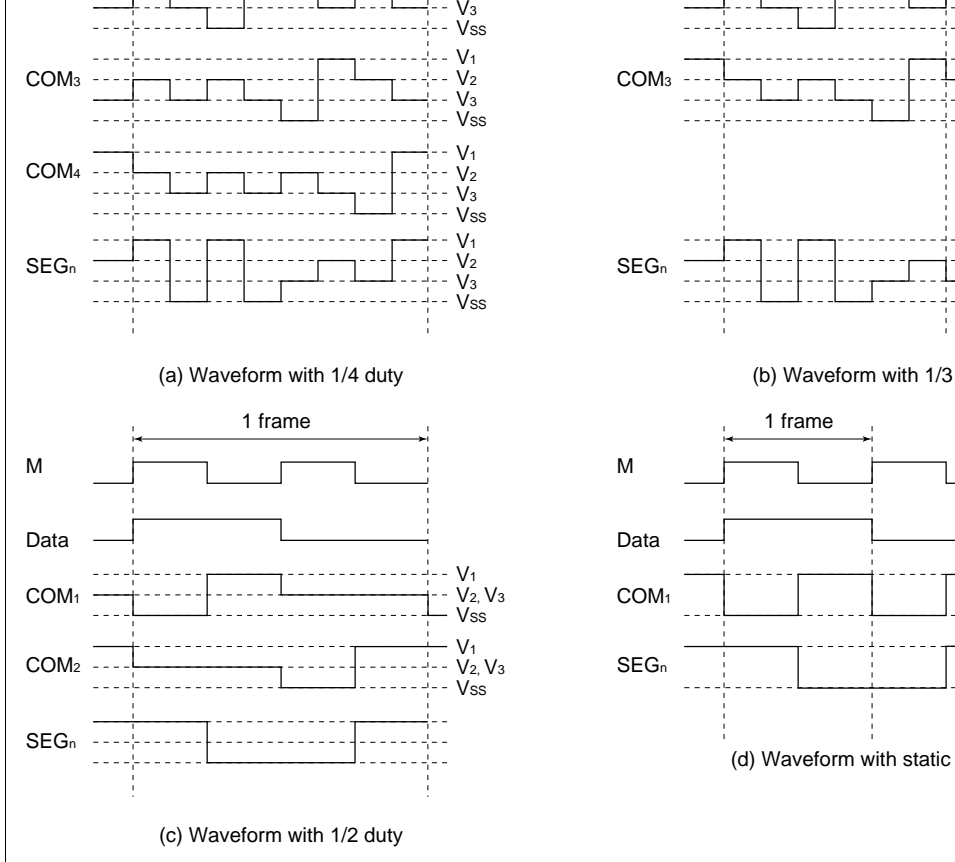 V3
VSS
VSS
COM3
V1
V2
V3
VSS
COM3
COM4
V1
V2
V3
VSS
SEGn
V1
V2
V3
VSS
SEGn
(a) Waveform with 1/4 duty
(b) Waveform with 1/3
1 frame
M
Data
COM1
V1
V2, V3
VSS
COM2
V1
V2, V3
VSS
SEGn
(c) Waveform with 1/2 duty
1 frame
M
Data
COM1
SEGn
(d) Waveform with static